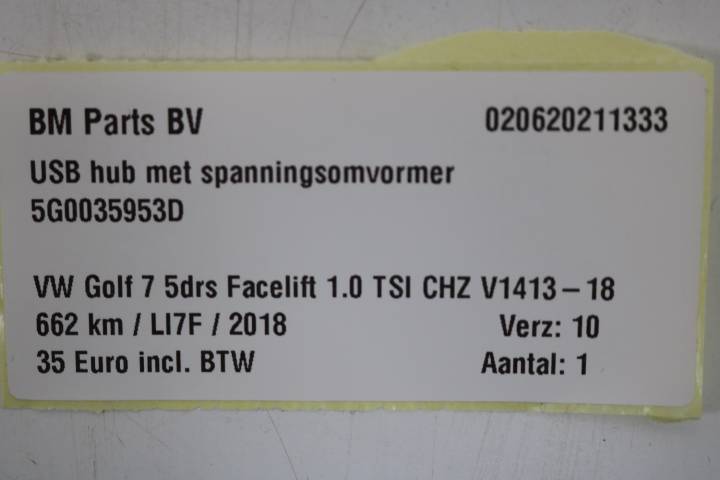 BM Parts BV 020620211333
USB hub met spanningsomvormer
5G0035953D
VW Golf 7 5drs Facelift 1.0 TSI CHZ V1413-18
662 km / LI7F / 2018 Verz: 10
35 Euro incl. BTW Aantal: 1